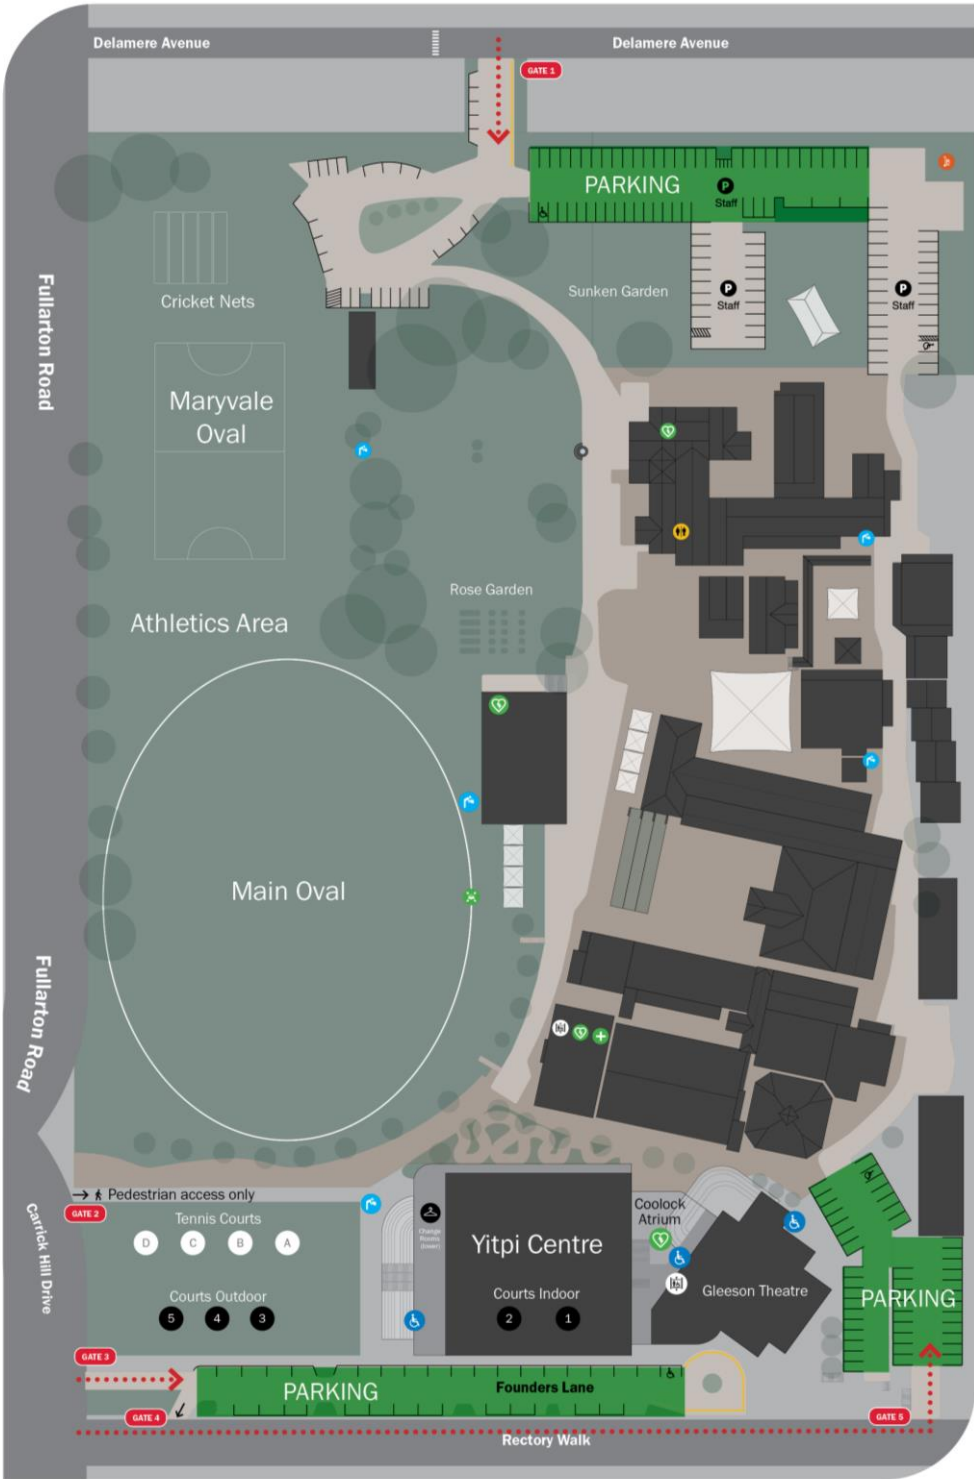 Delamere Avenue
Delamere Avenue
GATE 1
PARKING
P
Staff
Fullarton Road
Cricket Nets
Sunken Garden
P
Staff
P
Staff
Maryvale
Oval
Rose Garden
Athletics Area
Main Oval
Fullarton Road
Pedestrian access only
GATE 2
Carrick Hill Drive
Tennis Courts
D C B A
Courts Outdoor
5 4 3
Change
Rooms
(lower)
Yitpi Centre
Courts Indoor
2 1
Coolock
Atrium
Gleeson Theatre
PARKING
GATE 3
PARKING
Founders Lane
GATE 4
GATE 5
Rectory Walk